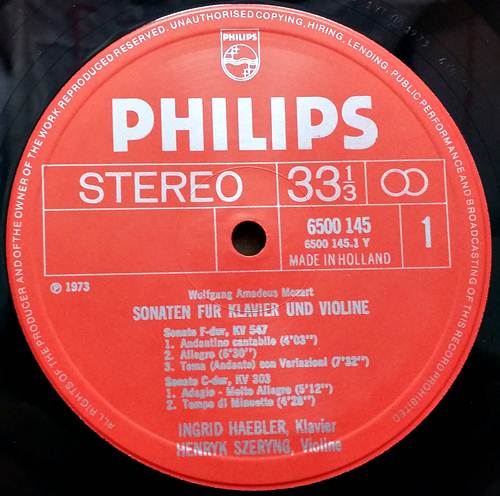 ALL RIGHTS OF THE PRODUCER AND OF THE OWNER OF THE WORK REPRODUCED RESERVED. UNAUTHORISED COPYING, HIRING, LENDING, PUBLIC PERFORMANCE AND BROADCASTING OF THIS RECORD PROHIBITED
PHILIPS
PHILIPS
STEREO 33 1/3
6500 145
6500 145.1 Y
MADE IN HOLLAND
1
℗ 1973
Wolfgang Amadeus Mozart
SONATEN FÜR KLAVIER UND VIOLINE
Sonate F-dur, KV 547
1. Andantino cantabile (4'03'')
2. Allegro (6'30'')
3. Tema (Andante) con Variazioni (7'32'')
Sonate C-dur, KV 303
1. Adagio - Molto Allegro (5'12'')
2. Tempo di Minuetto (4'28'')
INGRID HAEBLER, Klavier
HENRYK SZERYNG, Violine